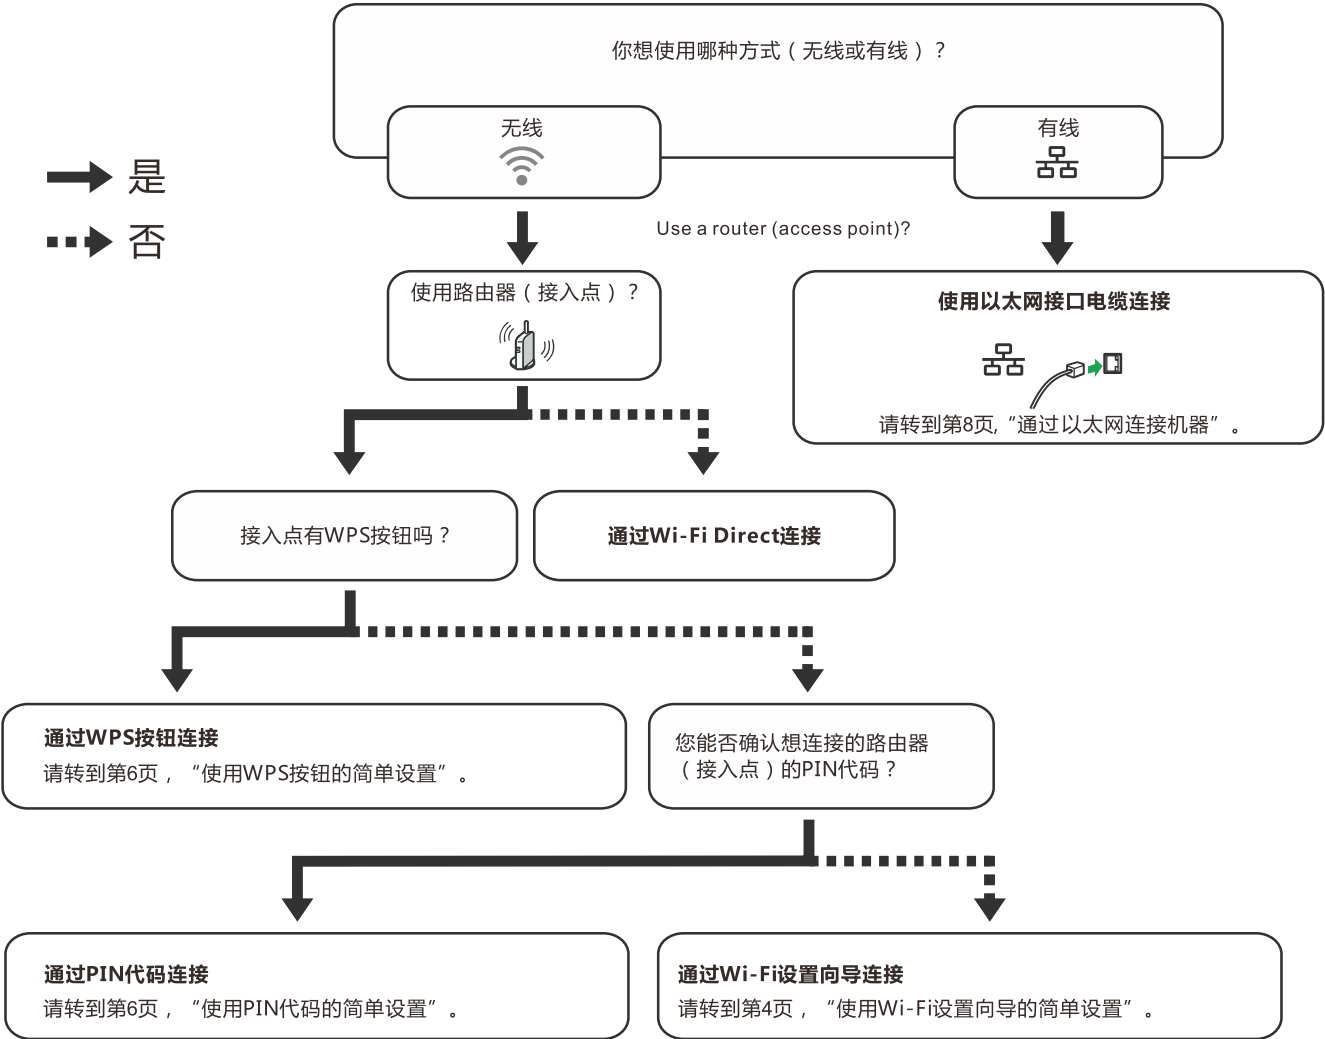 你想使用哪种方式（无线或有线）？
无线
有线
是
否
Use a router (access point)?
使用路由器（接入点）？
使用以太网接口电缆连接
请转到第8页,“通过以太网连接机器”。
接入点有WPS按钮吗？
通过Wi-Fi Direct连接
通过WPS按钮连接
请转到第6页，“使用WPS按钮的简单设置”。
您能否确认想连接的路由器
（接入点）的PIN代码？
通过PIN代码连接
请转到第6页，“使用PIN代码的简单设置”。
通过Wi-Fi设置向导连接
请转到第4页，“使用Wi-Fi设置向导的简单设置”。